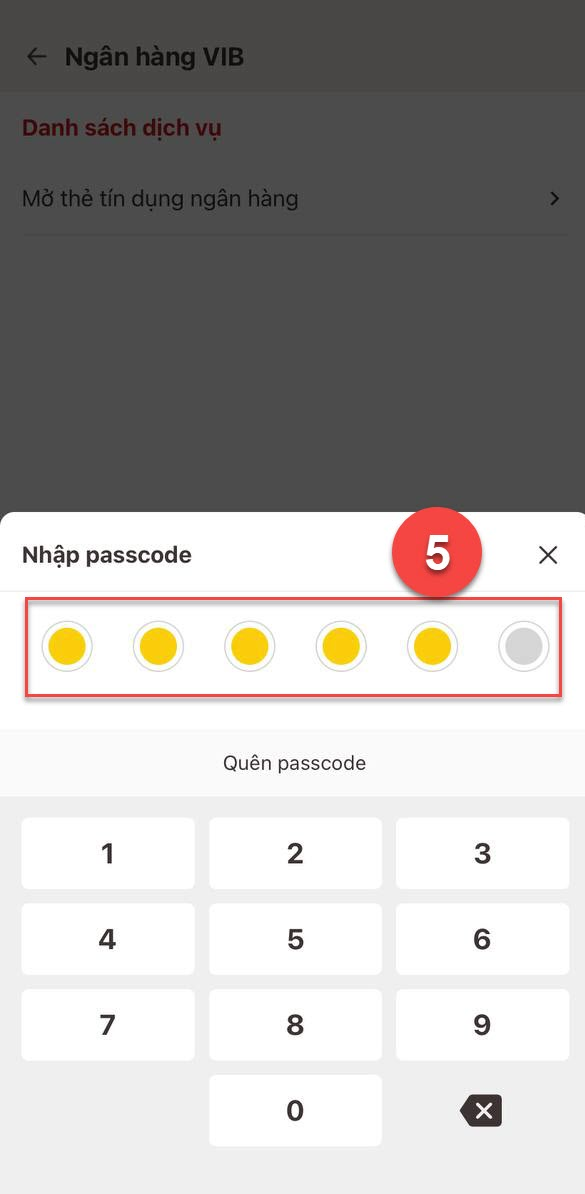 Ngân hàng VIB
Danh sách dịch vụ
Mở thẻ tín dụng ngân hàng
Nhập passcode
5
Quên passcode
1 2 3
4 5 6
7 8 9
0